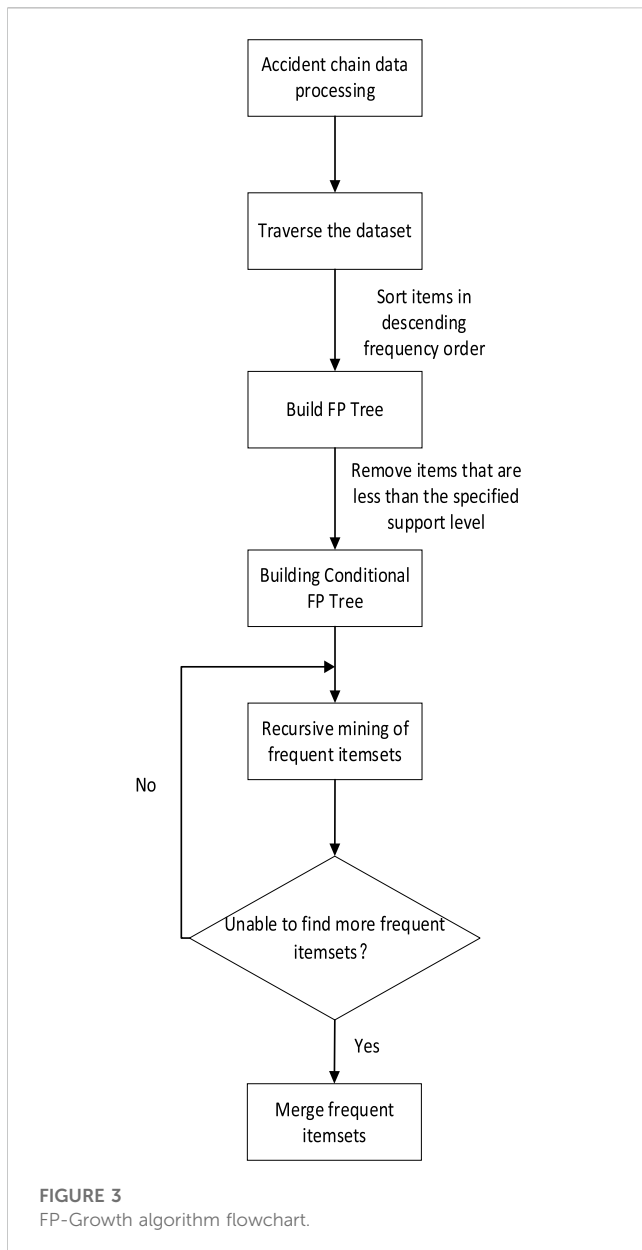 Accident chain data
processing
Traverse the dataset
Sort items in
descending
frequency order
Build FP Tree
Remove items that are
less than the specified
support level
Building Conditional
FP Tree
Recursive mining of
frequent itemsets
No
Unable to find more frequent
itemsets?
Yes
Merge frequent
itemsets
FIGURE 3
FP-Growth algorithm flowchart.